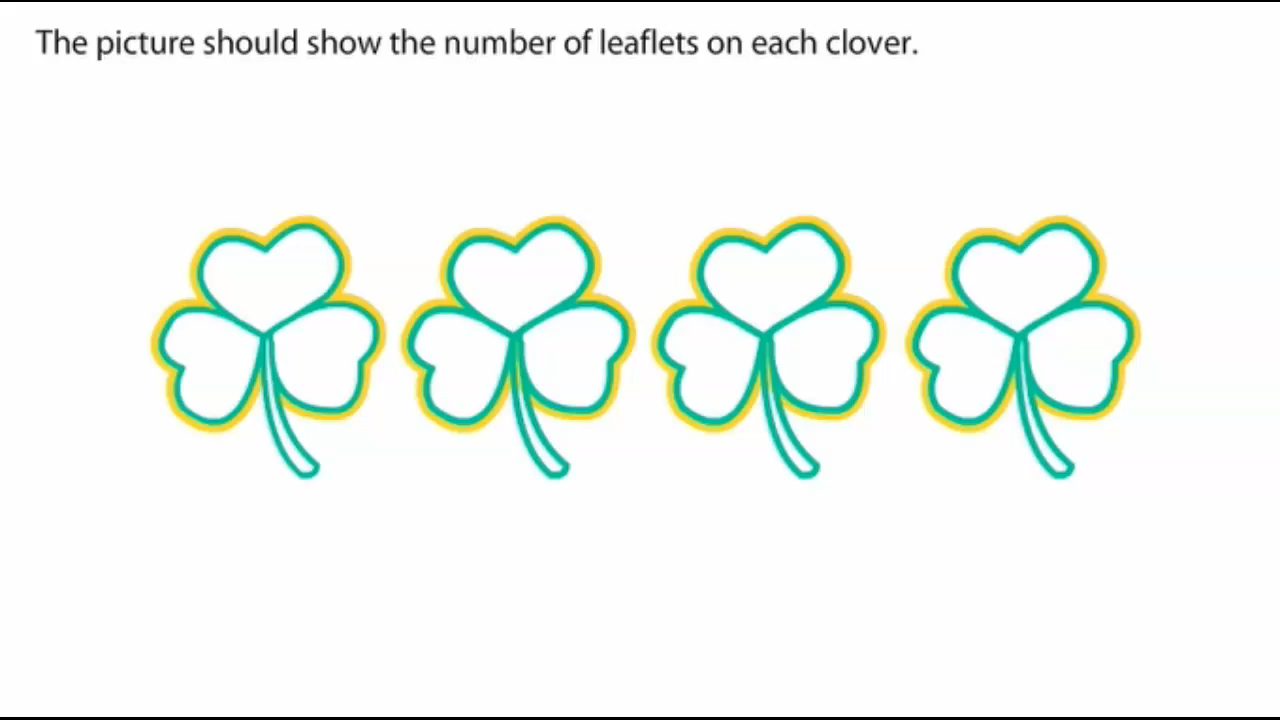 The picture should show the number of leaflets on each clover.